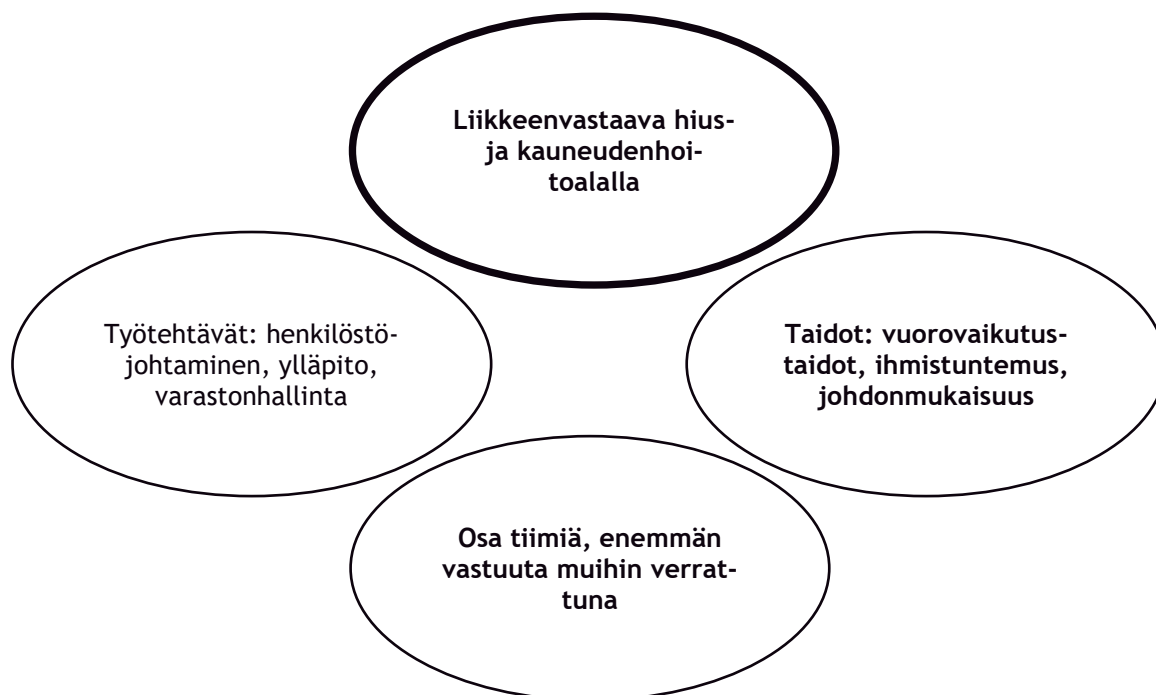 Liikkeenvastaava hius-
ja kauneudenhoi-
toalalla
Työtehtävät: henkilöstö-
johtaminen, ylläpito,
varastonhallinta
Taidot: vuorovaikutus-
taidot, ihmistuntemus,
johdonmukaisuus
Osa tiimiä, enemmän
vastuuta muihin verrat-
tuna